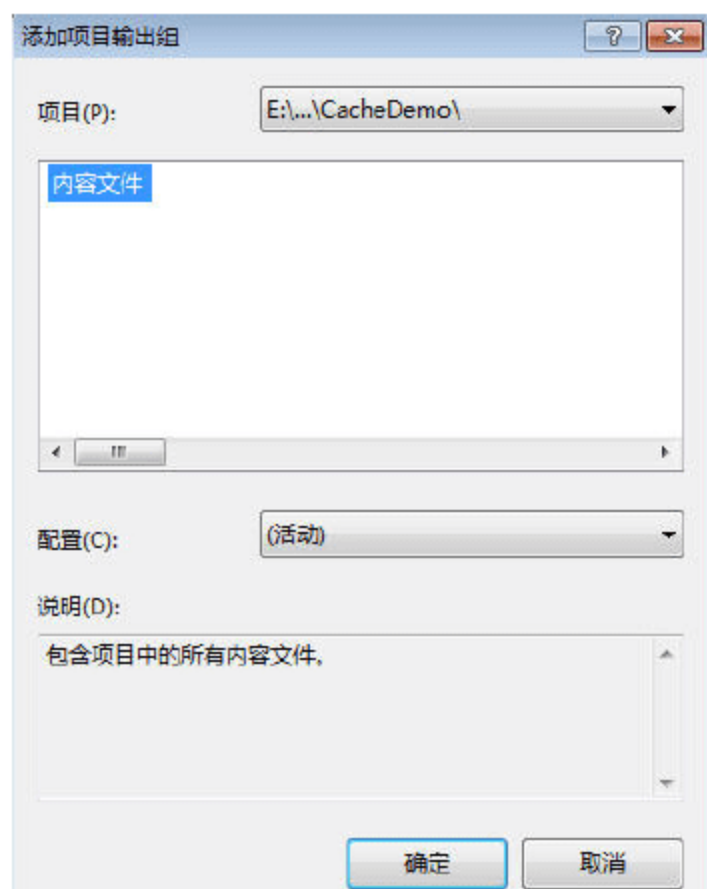 添加项目输出组
项目(P): E:\...\CacheDemo\
内容文件
配置(C): (活动)
说明(D):
包含项目中的所有内容文件,
确定 取消